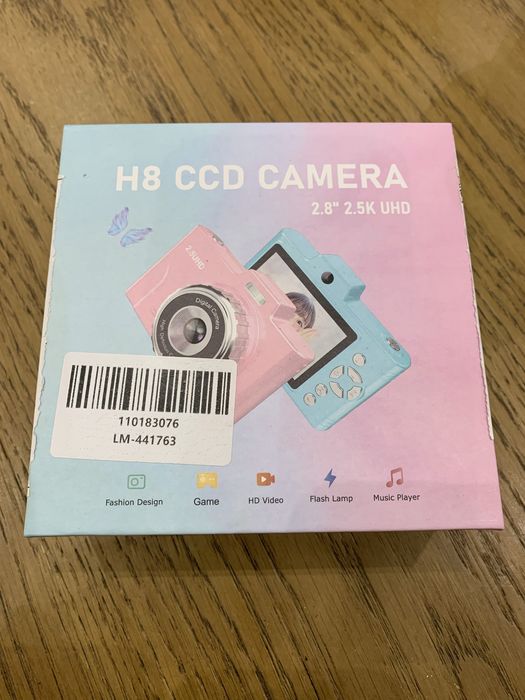 H8 CCD CAMERA
2.8" 2.5K UHD
2.5UHD
Digital Camera
110183076
LM-441763
Fashion Design
Game
HD Video
Flash Lamp
Music Player